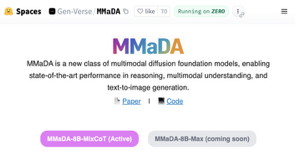 Spaces Gen-Verse/MMaDA like 70 Running on ZERO
MMaDA
MMaDA is a new class of multimodal diffusion foundation models, enabling
state-of-the-art performance in reasoning, multimodal understanding, and
text-to-image generation.
Paper | Code
MMaDA-8B-MixCoT (Active) MMaDA-8B-Max (coming soon)